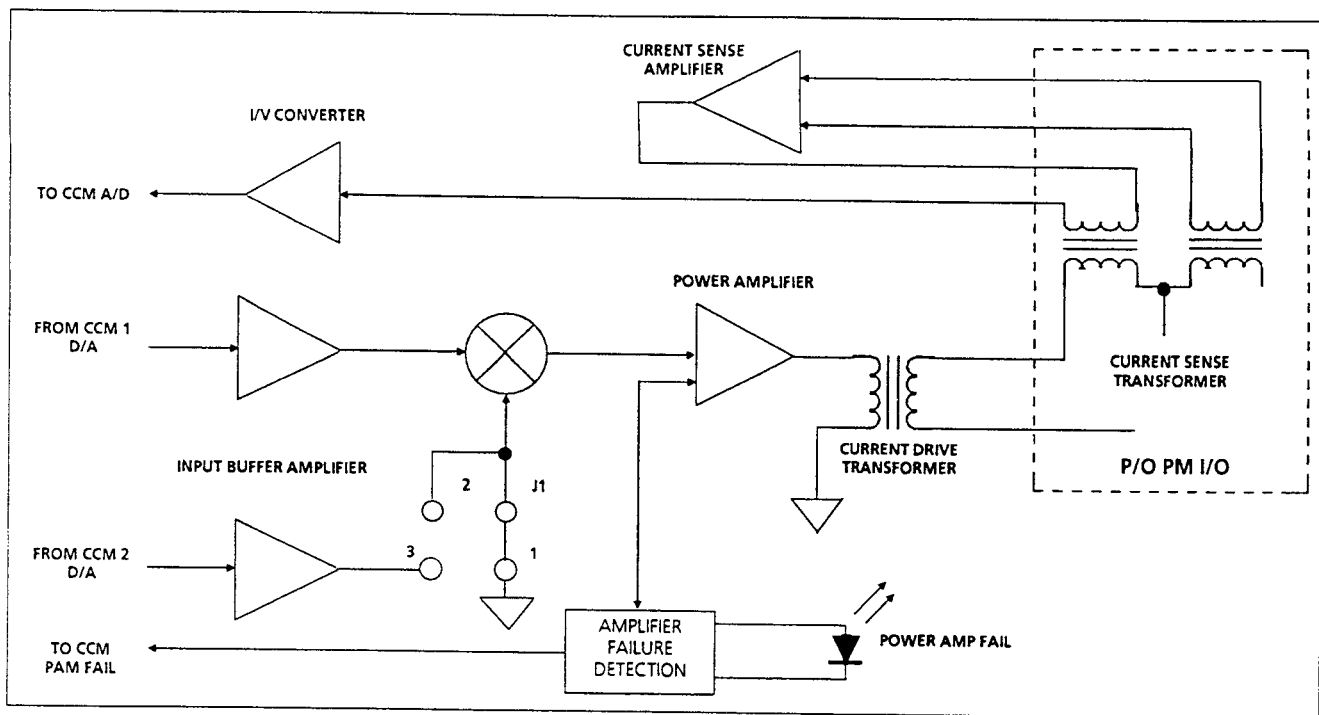 CURRENT SENSE
AMPLIFIER
I/V CONVERTER
TO CCM A/D
POWER AMPLIFIER
FROM CCM 1
D/A
CURRENT SENSE
TRANSFORMER
CURRENT DRIVE
TRANSFORMER
P/O PM I/O
INPUT BUFFER AMPLIFIER
2
J1
FROM CCM 2
D/A
3
1
AMPLIFIER
FAILURE
DETECTION
POWER AMP FAIL
TO CCM
PAM FAIL